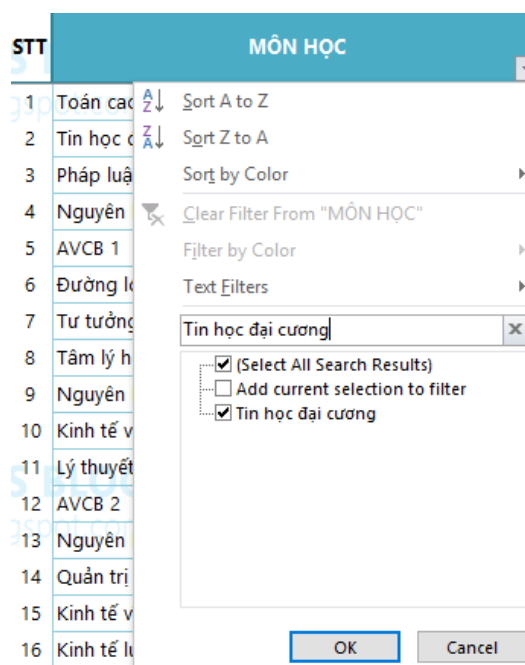 STT MÔN HỌC
1 Toán cao
2 Tin học
3 Pháp luậ
4 Nguyên
5 AVCB 1
6 Đường
7 Tư tưởng
8 Tâm lý h
9 Nguyên
10 Kinh tế v
11 Lý thuyết
12 AVCB 2
13 Nguyên
14 Quản trị
15 Kinh tế v
16 Kinh tế
Sort A to Z
Sort Z to A
Sort by Color
Clear Filter From "MÔN HỌC"
Filter by Color
Text Filters
Tin học đại cương
(Select All Search Results)
Add current selection to filter
Tin học đại cương
OK Cancel